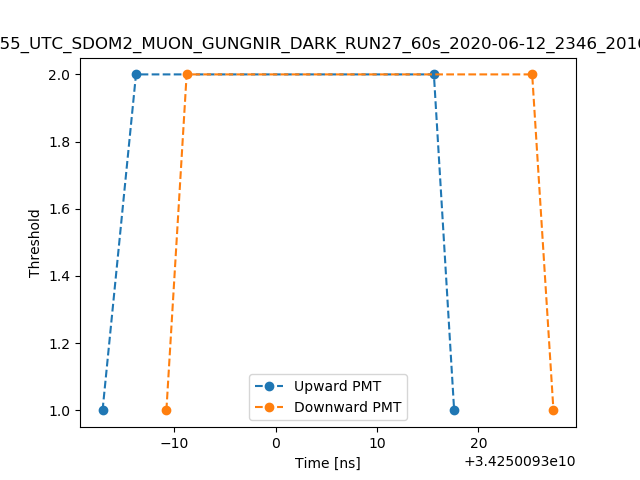 55_UTC_SDOM2_MUON_GUNGNIR_DARK_RUN27_60s_2020-06-12_2346_2016
2.0
1.8
1.6
1.4
1.2
1.0
Threshold
Upward PMT
Downward PMT
−10
0
10
20
Time [ns]
+3.4250093e10